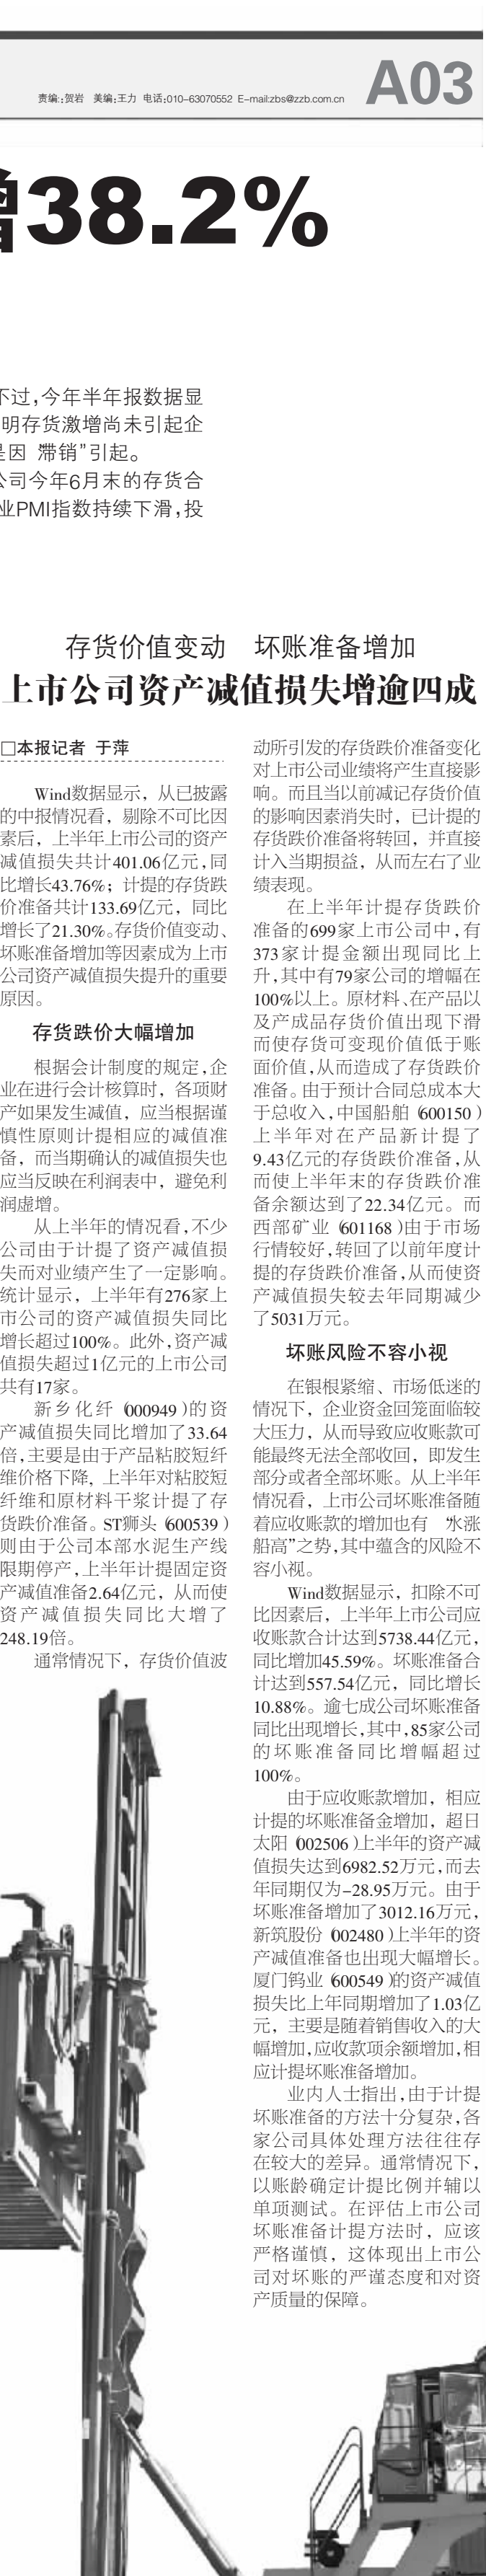 责编：贺岩 美编：王力 电话：010-63070552 E-mail:zbs@zzb.com.cn
A03
增38.2%
不过，今年半年报数据显
明存货激增尚未引起企
是因“滞销”引起。
公司今年6月末的存货合
业PMI指数持续下滑，投
存货价值变动 坏账准备增加
上市公司资产减值损失增逾四成
□本报记者 于萍
Wind数据显示，从已披露
的中报情况看，剔除不可比因
素后，上半年上市公司的资产
减值损失共计401.06亿元，同
比增长43.76%；计提的存货跌
价准备共计133.69亿元，同比
增长了21.30%。存货价值变动、
坏账准备增加等因素成为上市
公司资产减值损失提升的重要
原因。
存货跌价大幅增加
根据会计制度的规定，企
业在进行会计核算时，各项财
产如果发生减值，应当根据谨
慎性原则计提相应的减值准
备，而当期确认的减值损失也
应当反映在利润表中，避免利
润虚增。
从上半年的情况看，不少
公司由于计提了资产减值损
失而对业绩产生了一定影响。
统计显示，上半年有276家上
市公司的资产减值损失同比
增长超过100%。此外，资产减
值损失超过1亿元的上市公司
共有17家。
新乡化纤（000949）的资
产减值损失同比增加了33.64
倍，主要是由于产品粘胶短纤
维价格下降，上半年对粘胶短
纤维和原材料干浆计提了存
货跌价准备。ST狮头（600539）
则由于公司本部水泥生产线
限期停产，上半年计提固定资
产减值准备2.64亿元，从而使
资产减值损失同比大增了
248.19倍。
通常情况下，存货价值波
动所引发的存货跌价准备变化
对上市公司业绩将产生直接影
响。而且当以前减记存货价值
的影响因素消失时，已计提的
存货跌价准备将转回，并直接
计入当期损益，从而左右了业
绩表现。
在上半年计提存货跌价
准备的699家上市公司中，有
373家计提金额出现同比上
升，其中有79家公司的增幅在
100%以上。原材料、在产品以
及产成品存货价值出现下滑
而使存货可变现价值低于账
面价值，从而造成了存货跌价
准备。由于预计合同总成本大
于总收入，中国船舶（600150）
上半年对在产品新计提了
9.43亿元的存货跌价准备，从
而使上半年末的存货跌价准
备余额达到了22.34亿元。而
西部矿业（601168）由于市场
行情较好，转回了以前年度计
提的存货跌价准备，从而使资
产减值损失较去年同期减少
了5031万元。
坏账风险不容小视
在银根紧缩、市场低迷的
情况下，企业资金回笼面临较
大压力，从而导致应收账款可
能最终无法全部收回，即发生
部分或者全部坏账。从上半年
情况看，上市公司坏账准备随
着应收账款的增加也有“水涨
船高”之势，其中蕴含的风险不
容小视。
Wind数据显示，扣除不可
比因素后，上半年上市公司应
收账款合计达到5738.44亿元，
同比增加45.59%。坏账准备合
计达到557.54亿元，同比增长
10.88%。逾七成公司坏账准备
同比出现增长，其中，85家公司
的坏账准备同比增幅超过
100%。
由于应收账款增加，相应
计提的坏账准备金增加，超日
太阳（002506）上半年的资产减
值损失达到6982.52万元，而去
年同期仅为-28.95万元。由于
坏账准备增加了3012.16万元，
新筑股份（002480）上半年的资
产减值准备也出现大幅增长。
厦门钨业（600549）的资产减值
损失比上年同期增加了1.03亿
元，主要是随着销售收入的大
幅增加，应收款项余额增加，相
应计提坏账准备增加。
业内人士指出，由于计提
坏账准备的方法十分复杂，各
家公司具体处理方法往往存
在较大的差异。通常情况下，
以账龄确定计提比例并辅以
单项测试。在评估上市公司
坏账准备计提方法时，应该
严格谨慎，这体现出上市公
司对坏账的严谨态度和对资
产质量的保障。